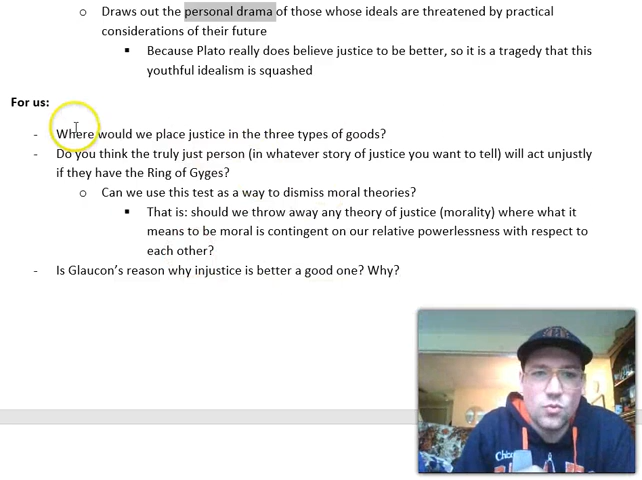 o Draws out the personal drama of those whose ideals are threatened by practical
considerations of their future
▪ Because Plato really does believe justice to be better, so it is a tragedy that this
youthful idealism is squashed
For us:
- Where would we place justice in the three types of goods?
- Do you think the truly just person (in whatever story of justice you want to tell) will act unjustly
if they have the Ring of Gyges?
o Can we use this test as a way to dismiss moral theories?
▪ That is: should we throw away any theory of justice (morality) where what it
means to be moral is contingent on our relative powerlessness with respect to
each other?
- Is Glaucon's reason why injustice is better a good one? Why?